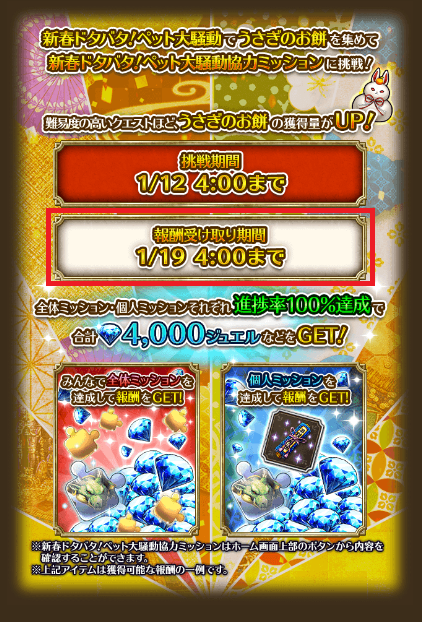 新春ドタバタ！ペット大騒動でうさぎのお餅を集めて
新春ドタバタ！ペット大騒動協力ミッションに挑戦！
難易度の高いクエストほど、うさぎのお餅の獲得量がUP！
挑戦期間
1/12 4:00まで
報酬受け取り期間
1/19 4:00まで
全体ミッション・個人ミッションそれぞれ進捗率100%達成で
合計4,000ジュエルなどをGET！
みんなで全体ミッションを
達成して報酬をGET！
個人ミッションを
達成して報酬をGET！
※新春ドタバタ！ペット大騒動協力ミッションはホーム画面上部のボタンから内容を
確認することができます。
※上記アイテムは獲得可能な報酬の一例です。